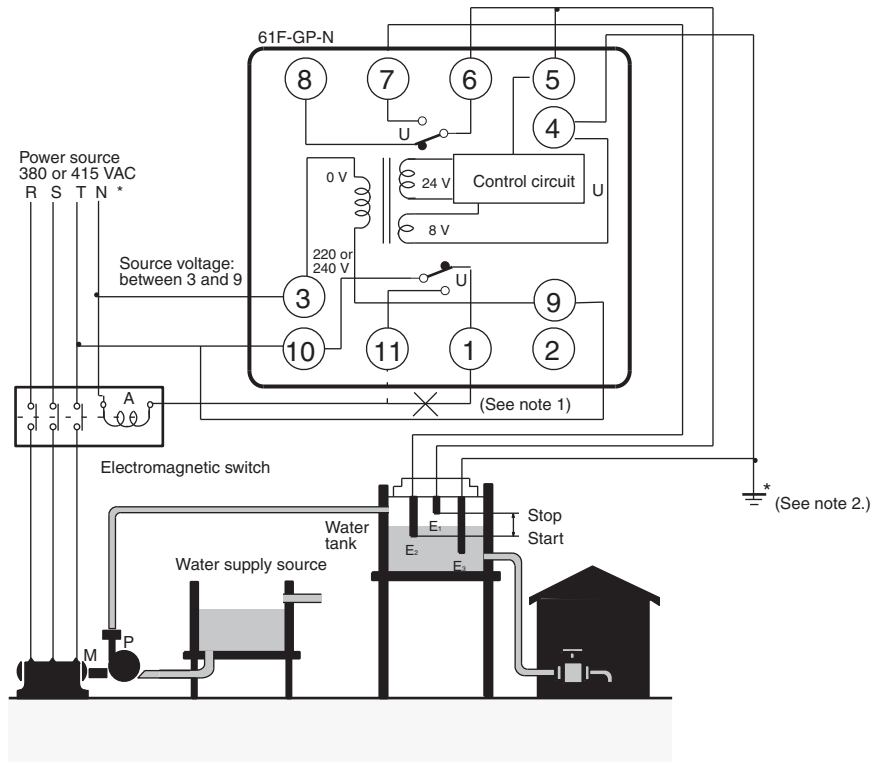 61F-GP-N
8 7 6 5
4
U
Power source
380 or 415 VAC
R S T N *
0 V
24 V
Control circuit
U
8 V
220 or
240 V
Source voltage:
between 3 and 9
U
3
9
10 11 1 2
A
(See note 1)
Electromagnetic switch
*
(See note 2.)
Water
tank
E1
Stop
Start
E2
E3
Water supply source
M
P